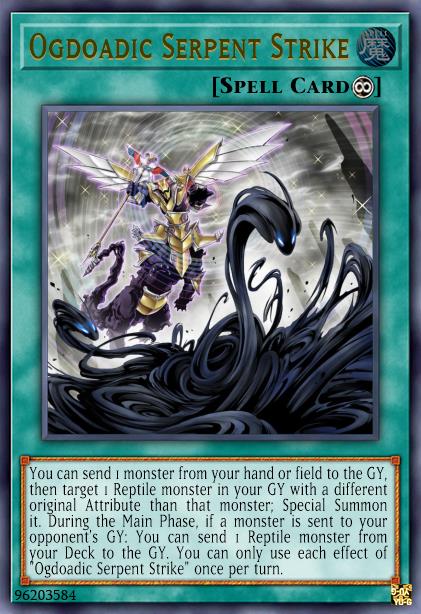 Ogdoadic Serpent Strike
[Spell Card]
You can send 1 monster from your hand or field to the GY,
then target 1 Reptile monster in your GY with a different
original Attribute than that monster; Special Summon
it. During the Main Phase, if a monster is sent to your
opponent's GY: You can send 1 Reptile monster
from your Deck to the GY. You can only use each effect of
"Ogdoadic Serpent Strike" once per turn.
96203584